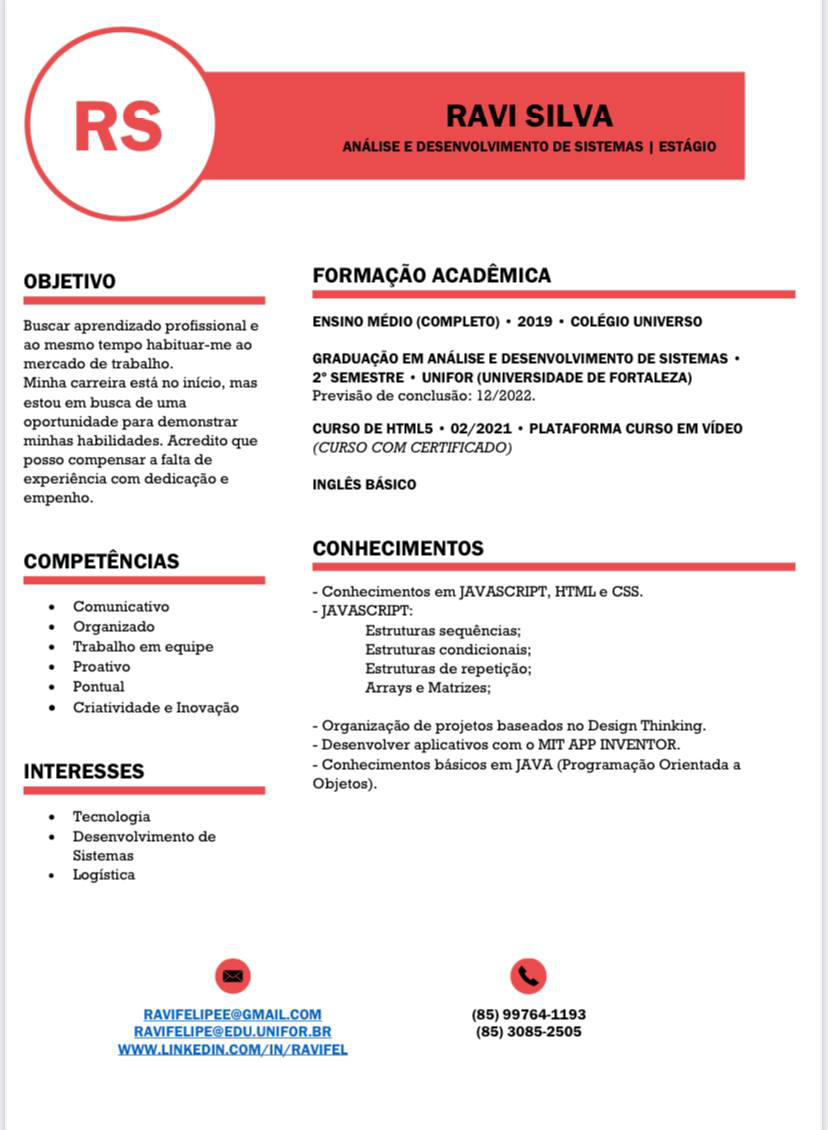 RS
RAVI SILVA
ANÁLISE E DESENVOLVIMENTO DE SISTEMAS | ESTÁGIO
OBJETIVO
Buscar aprendizado profissional e
ao mesmo tempo habituar-me ao
mercado de trabalho.
Minha carreira está no início, mas
estou em busca de uma
oportunidade para demonstrar
minhas habilidades. Acredito que
posso compensar a falta de
experiência com dedicação e
empenho.
COMPETÊNCIAS
• Comunicativo
• Organizado
• Trabalho em equipe
• Proativo
• Pontual
• Criatividade e Inovação
INTERESSES
• Tecnologia
• Desenvolvimento de
Sistemas
• Logística
FORMAÇÃO ACADÊMICA
ENSINO MÉDIO (COMPLETO) • 2019 • COLÉGIO UNIVERSO
GRADUAÇÃO EM ANÁLISE E DESENVOLVIMENTO DE SISTEMAS •
2º SEMESTRE • UNIFOR (UNIVERSIDADE DE FORTALEZA)
Previsão de conclusão: 12/2022.
CURSO DE HTML5 • 02/2021 • PLATAFORMA CURSO EM VÍDEO
(CURSO COM CERTIFICADO)
INGLÊS BÁSICO
CONHECIMENTOS
- Conhecimentos em JAVASCRIPT, HTML e CSS.
- JAVASCRIPT:
Estruturas sequências;
Estruturas condicionais;
Estruturas de repetição;
Arrays e Matrizes;
- Organização de projetos baseados no Design Thinking.
- Desenvolver aplicativos com o MIT APP INVENTOR.
- Conhecimentos básicos em JAVA (Programação Orientada a
Objetos).
RAVIFELIPEE@GMAIL.COM
RAVIFELIPE@EDU.UNIFOR.BR
WWW.LINKEDIN.COM/IN/RAVIFEL
(85) 99764-1193
(85) 3085-2505